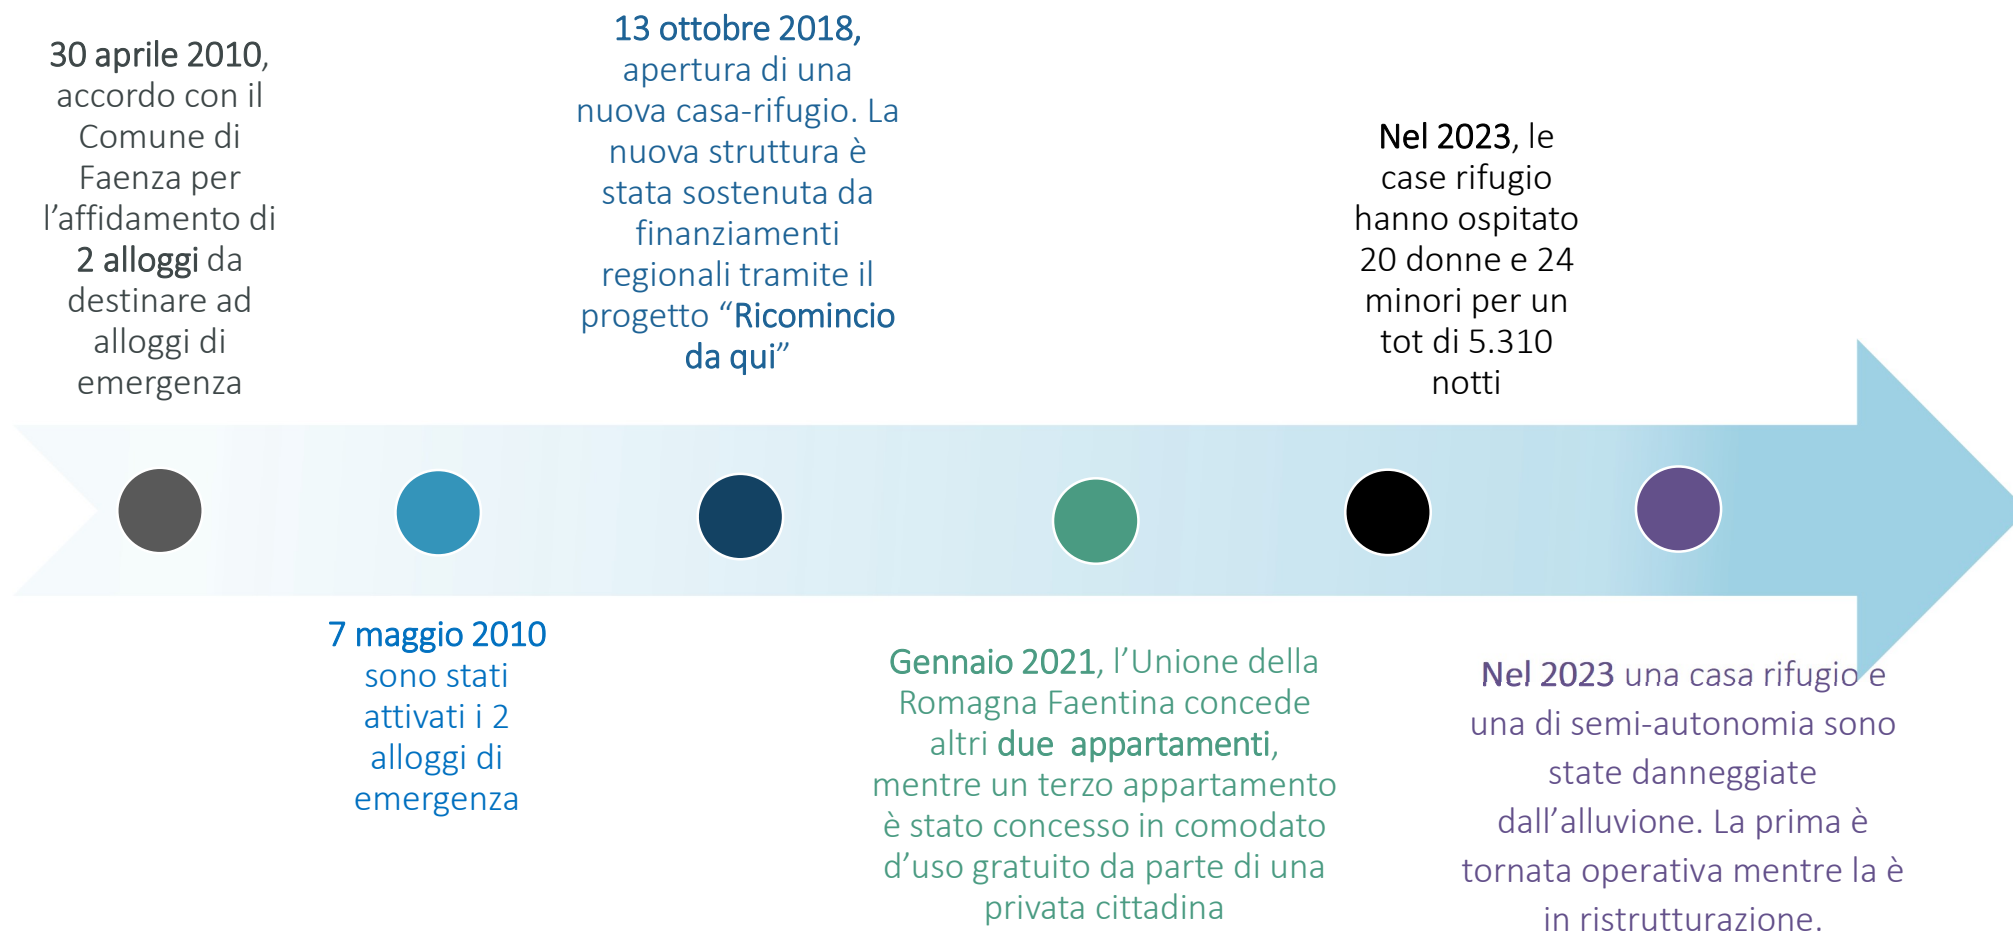 30 aprile 2010,
accordo con il
Comune di
Faenza per
l’affidamento di
2 alloggi da
destinare ad
alloggi di
emergenza
7 maggio 2010
sono stati
attivati i 2
alloggi di
emergenza
13 ottobre 2018,
apertura di una
nuova casa-rifugio. La
nuova struttura è
stata sostenuta da
finanziamenti
regionali tramite il
progetto “Ricomincio
da qui”
Gennaio 2021, l’Unione della
Romagna Faentina concede
altri due  appartamenti,
mentre un terzo appartamento
è stato concesso in comodato
d’uso gratuito da parte di una
privata cittadina
Nel 2023, le
case rifugio
hanno ospitato
20 donne e 24
minori per un
tot di 5.310
notti
Nel 2023 una casa rifugio e
una di semi-autonomia sono
state danneggiate
dall’alluvione. La prima è
tornata operativa mentre la è
in ristrutturazione.